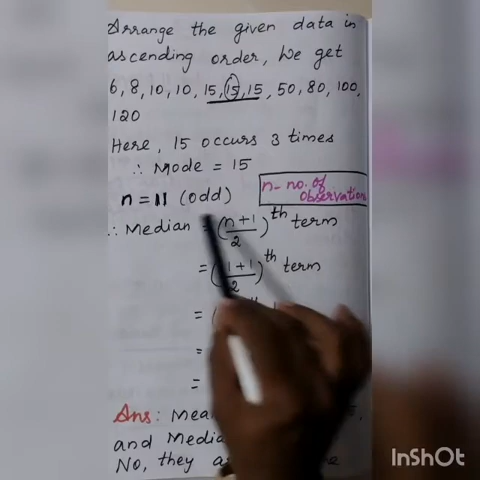 Arrange the given data in
ascending order, We get
6, 8, 10, 10, 15, 15, 15, 50, 80, 100,
120
Here, 15 occurs 3 times
∴ Mode = 15
n = 11 (odd)
n- no. of
observations
∴ Median = (n+1/2)th term
= (1+1/2)th term
=
=
=
Ans: Mea
and Media
No, they a
InShOt